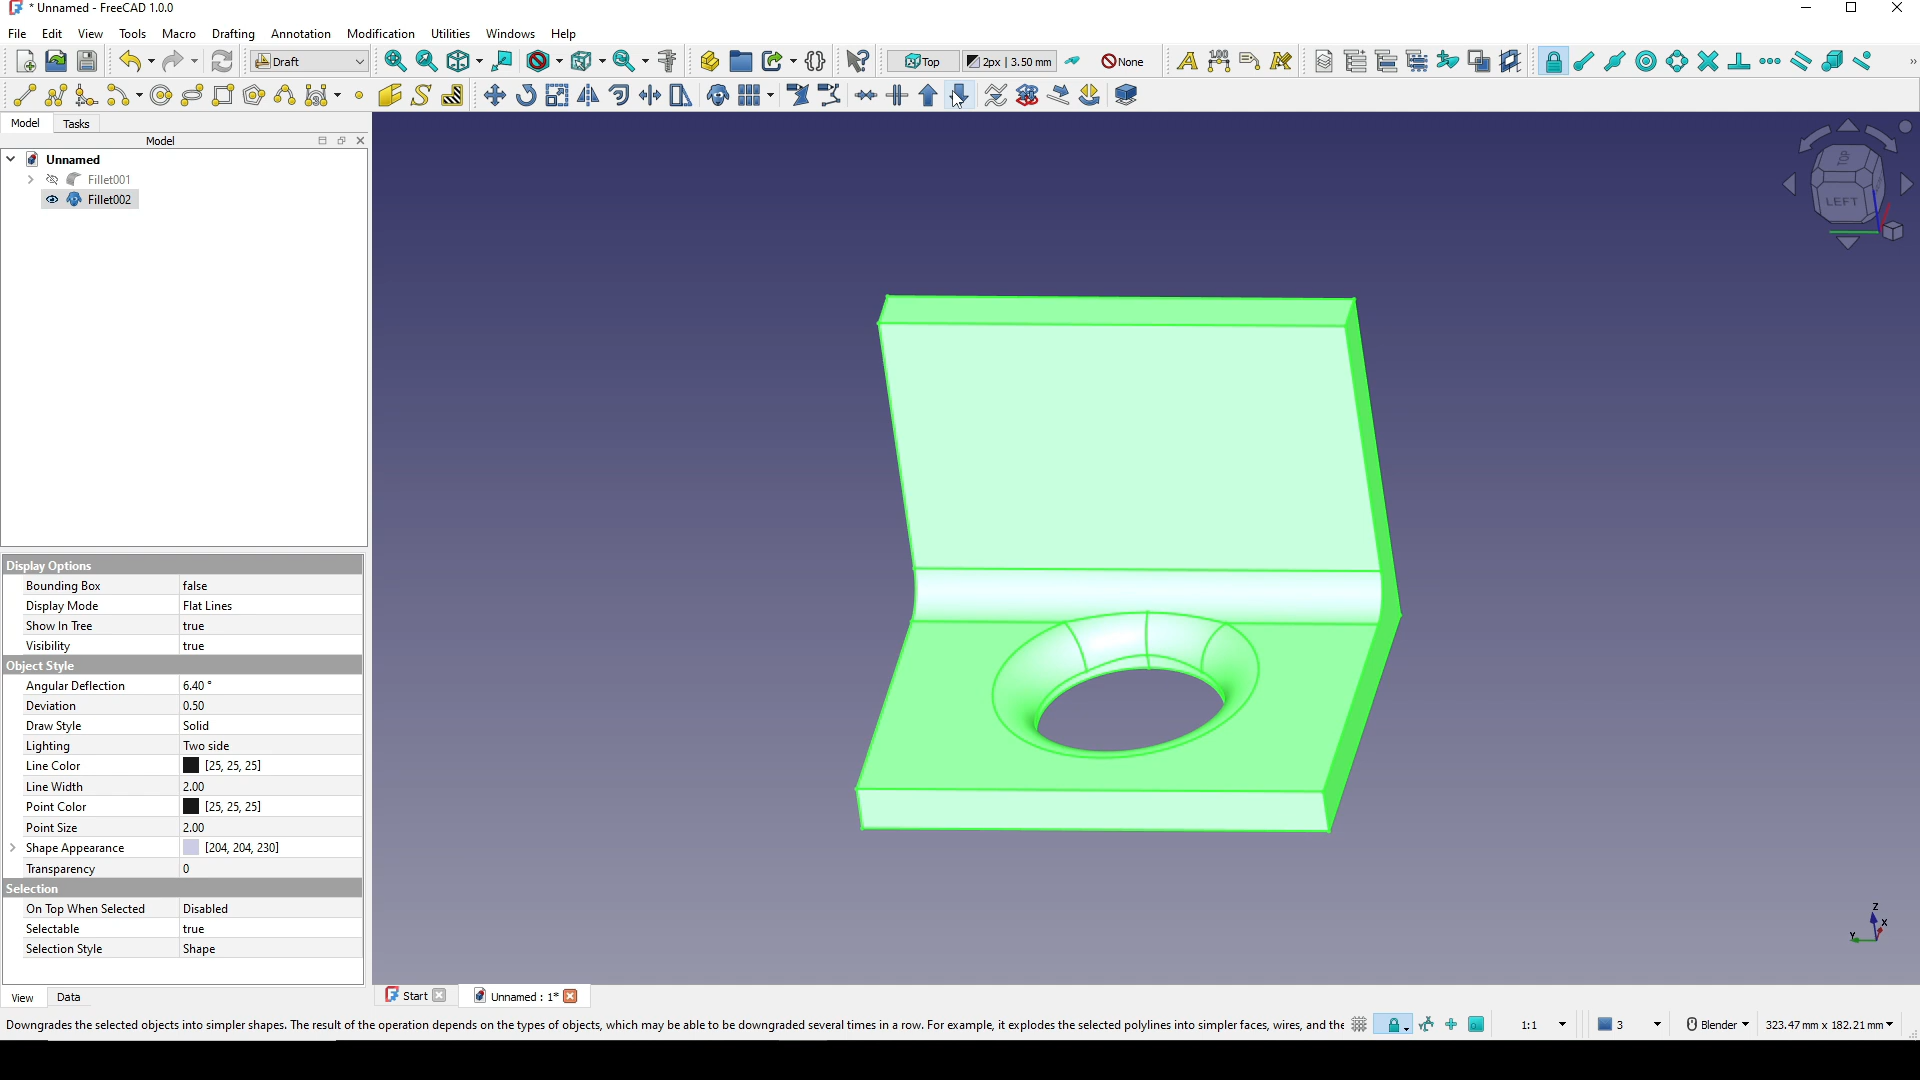 * Unnamed - FreeCAD 1.0.0
File Edit View Tools Macro Drafting Annotation Modification Utilities Windows Help
Draft Top 2px | 3.50 mm None
Model Tasks
Model
Unnamed
Fillet001
Fillet002
Display Options
Bounding Box false
Display Mode Flat Lines
Show In Tree true
Visibility true
Object Style
Angular Deflection 6.40 °
Deviation 0.50
Draw Style Solid
Lighting Two side
Line Color [25, 25, 25]
Line Width 2.00
Point Color [25, 25, 25]
Point Size 2.00
Shape Appearance [204, 204, 230]
Transparency 0
Selection
On Top When Selected Disabled
Selectable true
Selection Style Shape
View Data
TOP
LEFT
Z
X
Y
Start Unnamed : 1*
Downgrades the selected objects into simpler shapes. The result of the operation depends on the types of objects, which may be able to be downgraded several times in a row. For example, it explodes the selected polylines into simpler faces, wires, and the 1:1 3 Blender 323.47 mm x 182.21 mm